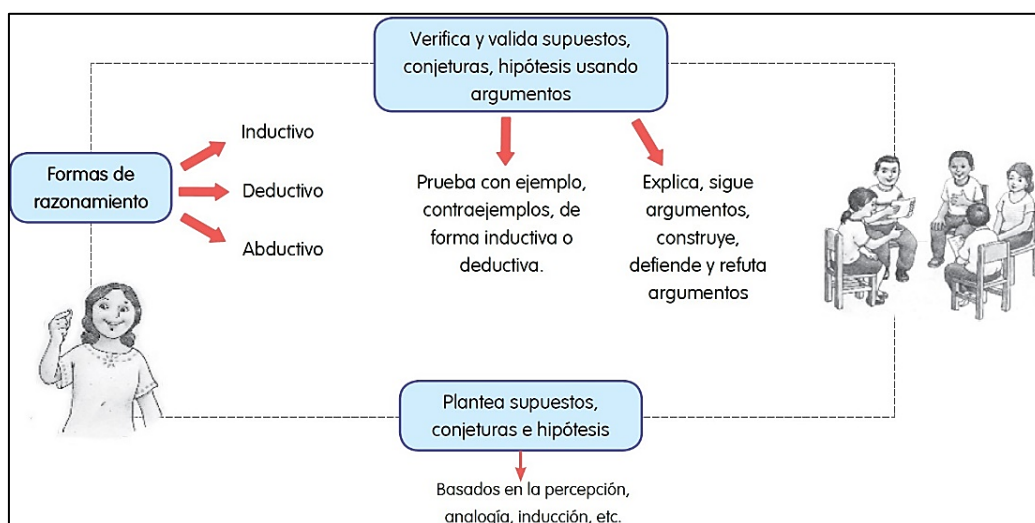 Verifica y valida supuestos,
conjeturas, hipótesis usando
argumentos
Formas de
razonamiento
Inductivo
Deductivo
Abductivo
Prueba con ejemplo,
contraejemplos, de
forma inductiva o
deductiva.
Explica, sigue
argumentos,
construye,
defiende y refuta
argumentos
Plantea supuestos,
conjeturas e hipótesis
Basados en la percepción,
analogía, inducción, etc.